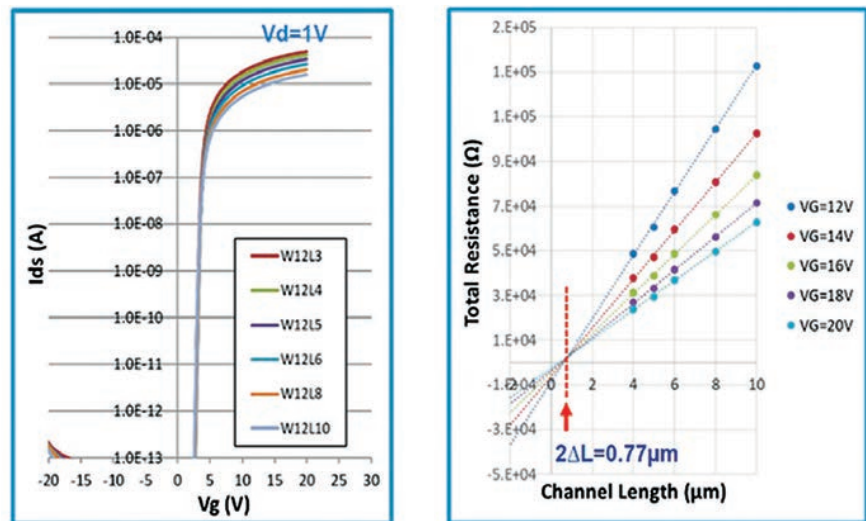 Vd=1V
1.0E-04
1.0E-05
1.0E-06
1.0E-07
1.0E-08
1.0E-09
1.0E-10
1.0E-11
1.0E-12
1.0E-13
Ids (A)
W12L3
W12L4
W12L5
W12L6
W12L8
W12L10
-20 -15 -10 -5 0 5 10 15 20 25 30
Vg (V)
2.E+05
1.E+05
1.E+05
9.E+04
7.E+04
5.E+04
3.E+04
1.E+04
-1.E+04
-3.E+04
-5.E+04
Total Resistance (Ω)
-2 0 2 4 6 8 10
VG=12V
VG=14V
VG=16V
VG=18V
VG=20V
2ΔL=0.77μm
Channel Length (μm)